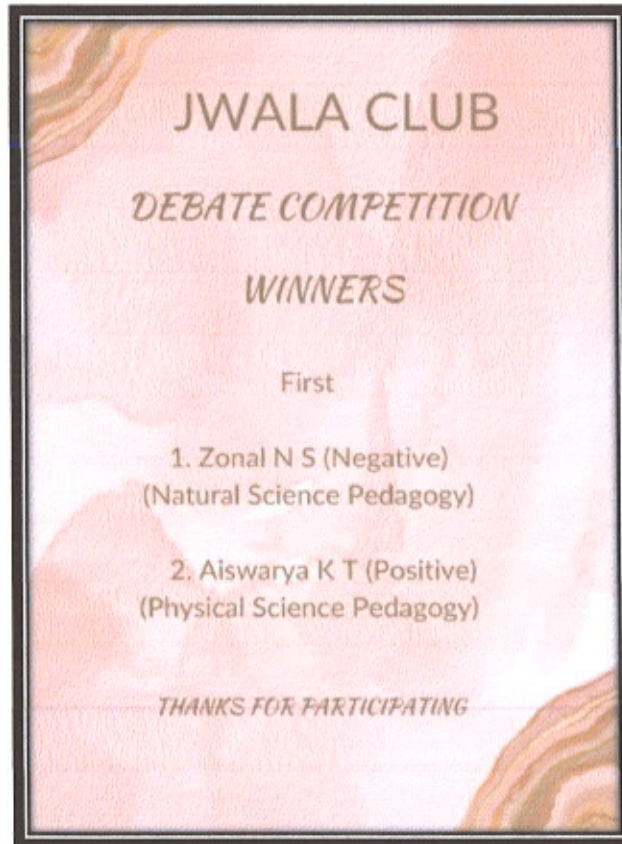 JWALA CLUB
DEBATE COMPETITION
WINNERS
First
1. Zonal N S (Negative)
(Natural Science Pedagogy)
2. Aiswarya K T (Positive)
(Physical Science Pedagogy)
THANKS FOR PARTICIPATING